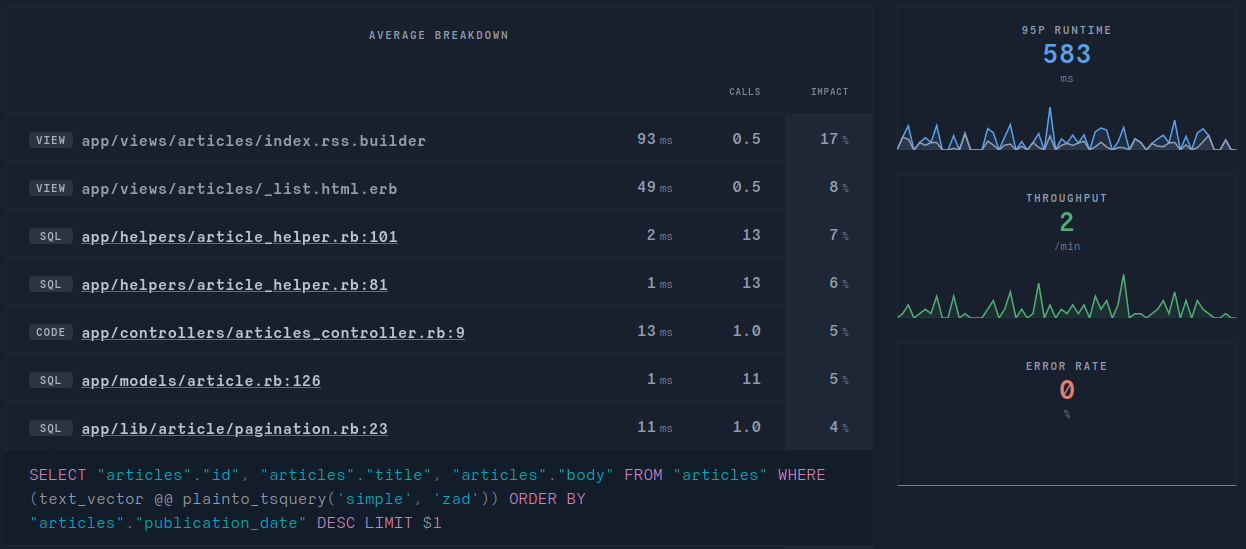 AVERAGE BREAKDOWN
CALLS IMPACT
VIEW app/views/articles/index.rss.builder 93 ms 0.5 17 %
VIEW app/views/articles/_list.html.erb 49 ms 0.5 8 %
SQL app/helpers/article_helper.rb:101 2 ms 13 7 %
SQL app/helpers/article_helper.rb:81 1 ms 13 6 %
CODE app/controllers/articles_controller.rb:9 13 ms 1.0 5 %
SQL app/models/article.rb:126 1 ms 11 5 %
SQL app/lib/article/pagination.rb:23 11 ms 1.0 4 %
SELECT "articles"."id", "articles"."title", "articles"."body" FROM "articles" WHERE
(text_vector @@ plainto_tsquery('simple', 'zad')) ORDER BY
"articles"."publication_date" DESC LIMIT $1
95P RUNTIME
583
ms
THROUGHPUT
2
/min
ERROR RATE
0
%